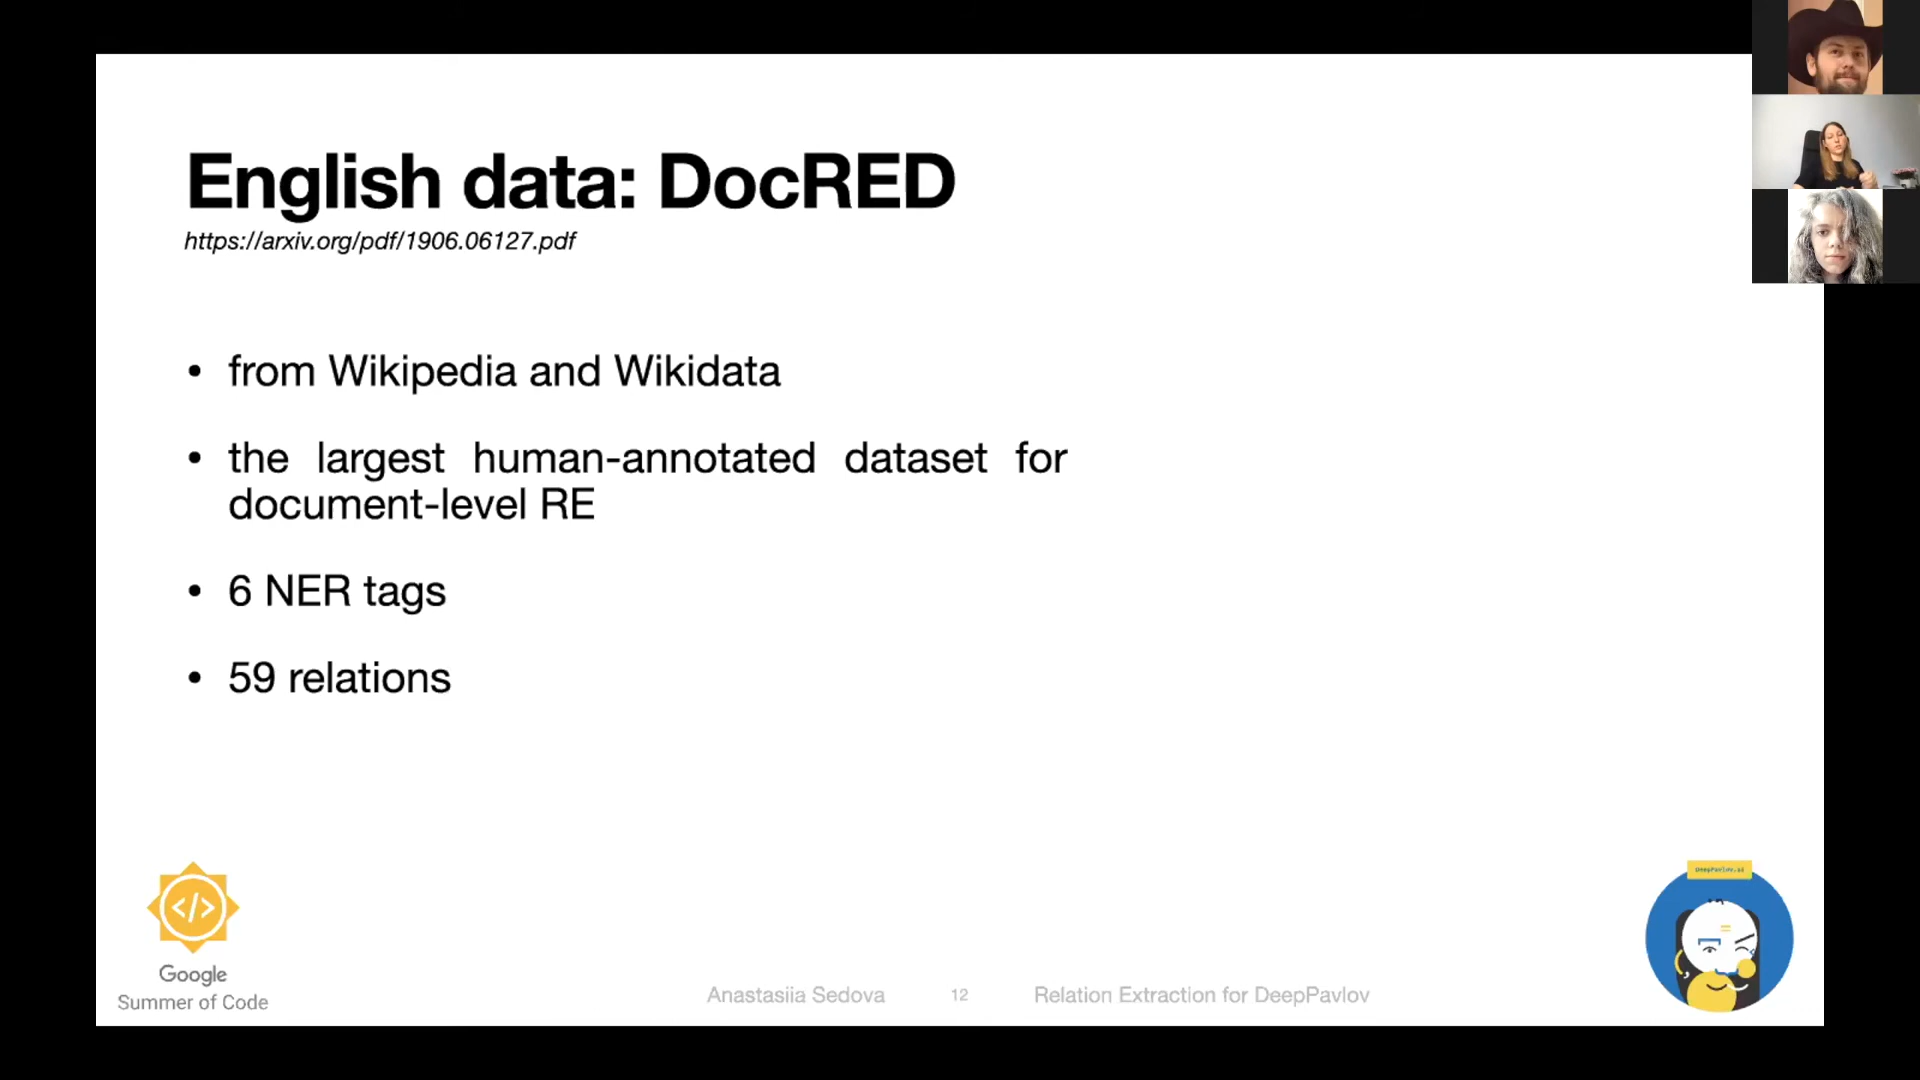 English data: DocRED
https://arxiv.org/pdf/1906.06127.pdf
• from Wikipedia and Wikidata
• the largest human-annotated dataset for
document-level RE
• 6 NER tags
• 59 relations
DeepPavlov.ai
</>
Google
Summer of Code
Anastasiia Sedova 12 Relation Extraction for DeepPavlov